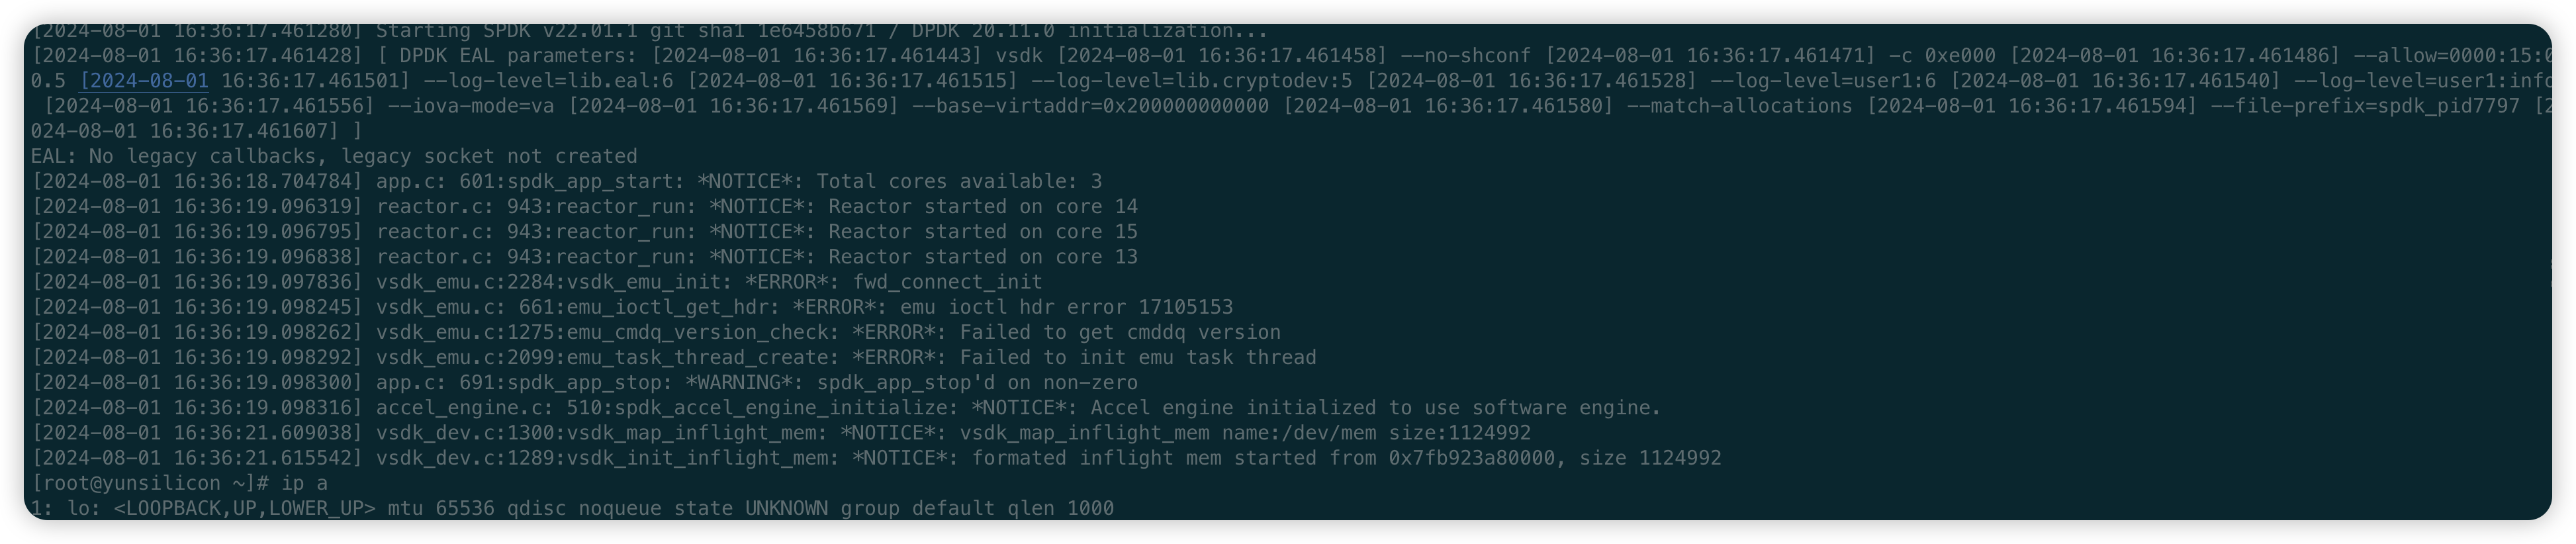 [2024-08-01 16:36:17.461280] Starting SPDK v22.01.1 git sha1 1e6458b671 / DPDK 20.11.0 initialization...
[2024-08-01 16:36:17.461428] [ DPDK EAL parameters: [2024-08-01 16:36:17.461443] vsdk [2024-08-01 16:36:17.461458] --no-shconf [2024-08-01 16:36:17.461471] -c 0xe000 [2024-08-01 16:36:17.461486] --allow=0000:15:0
0.5 [2024-08-01 16:36:17.461501] --log-level=lib.eal:6 [2024-08-01 16:36:17.461515] --log-level=lib.cryptodev:5 [2024-08-01 16:36:17.461528] --log-level=user1:6 [2024-08-01 16:36:17.461540] --log-level=user1:info
[2024-08-01 16:36:17.461556] --iova-mode=va [2024-08-01 16:36:17.461569] --base-virtaddr=0x200000000000 [2024-08-01 16:36:17.461580] --match-allocations [2024-08-01 16:36:17.461594] --file-prefix=spdk_pid7797 [2
024-08-01 16:36:17.461607] ]
EAL: No legacy callbacks, legacy socket not created
[2024-08-01 16:36:18.704784] app.c: 601:spdk_app_start: *NOTICE*: Total cores available: 3
[2024-08-01 16:36:19.096319] reactor.c: 943:reactor_run: *NOTICE*: Reactor started on core 14
[2024-08-01 16:36:19.096795] reactor.c: 943:reactor_run: *NOTICE*: Reactor started on core 15
[2024-08-01 16:36:19.096838] reactor.c: 943:reactor_run: *NOTICE*: Reactor started on core 13
[2024-08-01 16:36:19.097836] vsdk_emu.c:2284:vsdk_emu_init: *ERROR*: fwd_connect_init
[2024-08-01 16:36:19.098245] vsdk_emu.c: 661:emu_ioctl_get_hdr: *ERROR*: emu ioctl hdr error 17105153
[2024-08-01 16:36:19.098262] vsdk_emu.c:1275:emu_cmdq_version_check: *ERROR*: Failed to get cmddq version
[2024-08-01 16:36:19.098292] vsdk_emu.c:2099:emu_task_thread_create: *ERROR*: Failed to init emu task thread
[2024-08-01 16:36:19.098300] app.c: 691:spdk_app_stop: *WARNING*: spdk_app_stop'd on non-zero
[2024-08-01 16:36:19.098316] accel_engine.c: 510:spdk_accel_engine_initialize: *NOTICE*: Accel engine initialized to use software engine.
[2024-08-01 16:36:21.609038] vsdk_dev.c:1300:vsdk_map_inflight_mem: *NOTICE*: vsdk_map_inflight_mem name:/dev/mem size:1124992
[2024-08-01 16:36:21.615542] vsdk_dev.c:1289:vsdk_init_inflight_mem: *NOTICE*: formated inflight mem started from 0x7fb923a80000, size 1124992
[root@yunsilicon ~]# ip a
1: lo: <LOOPBACK,UP,LOWER_UP> mtu 65536 qdisc noqueue state UNKNOWN group default qlen 1000